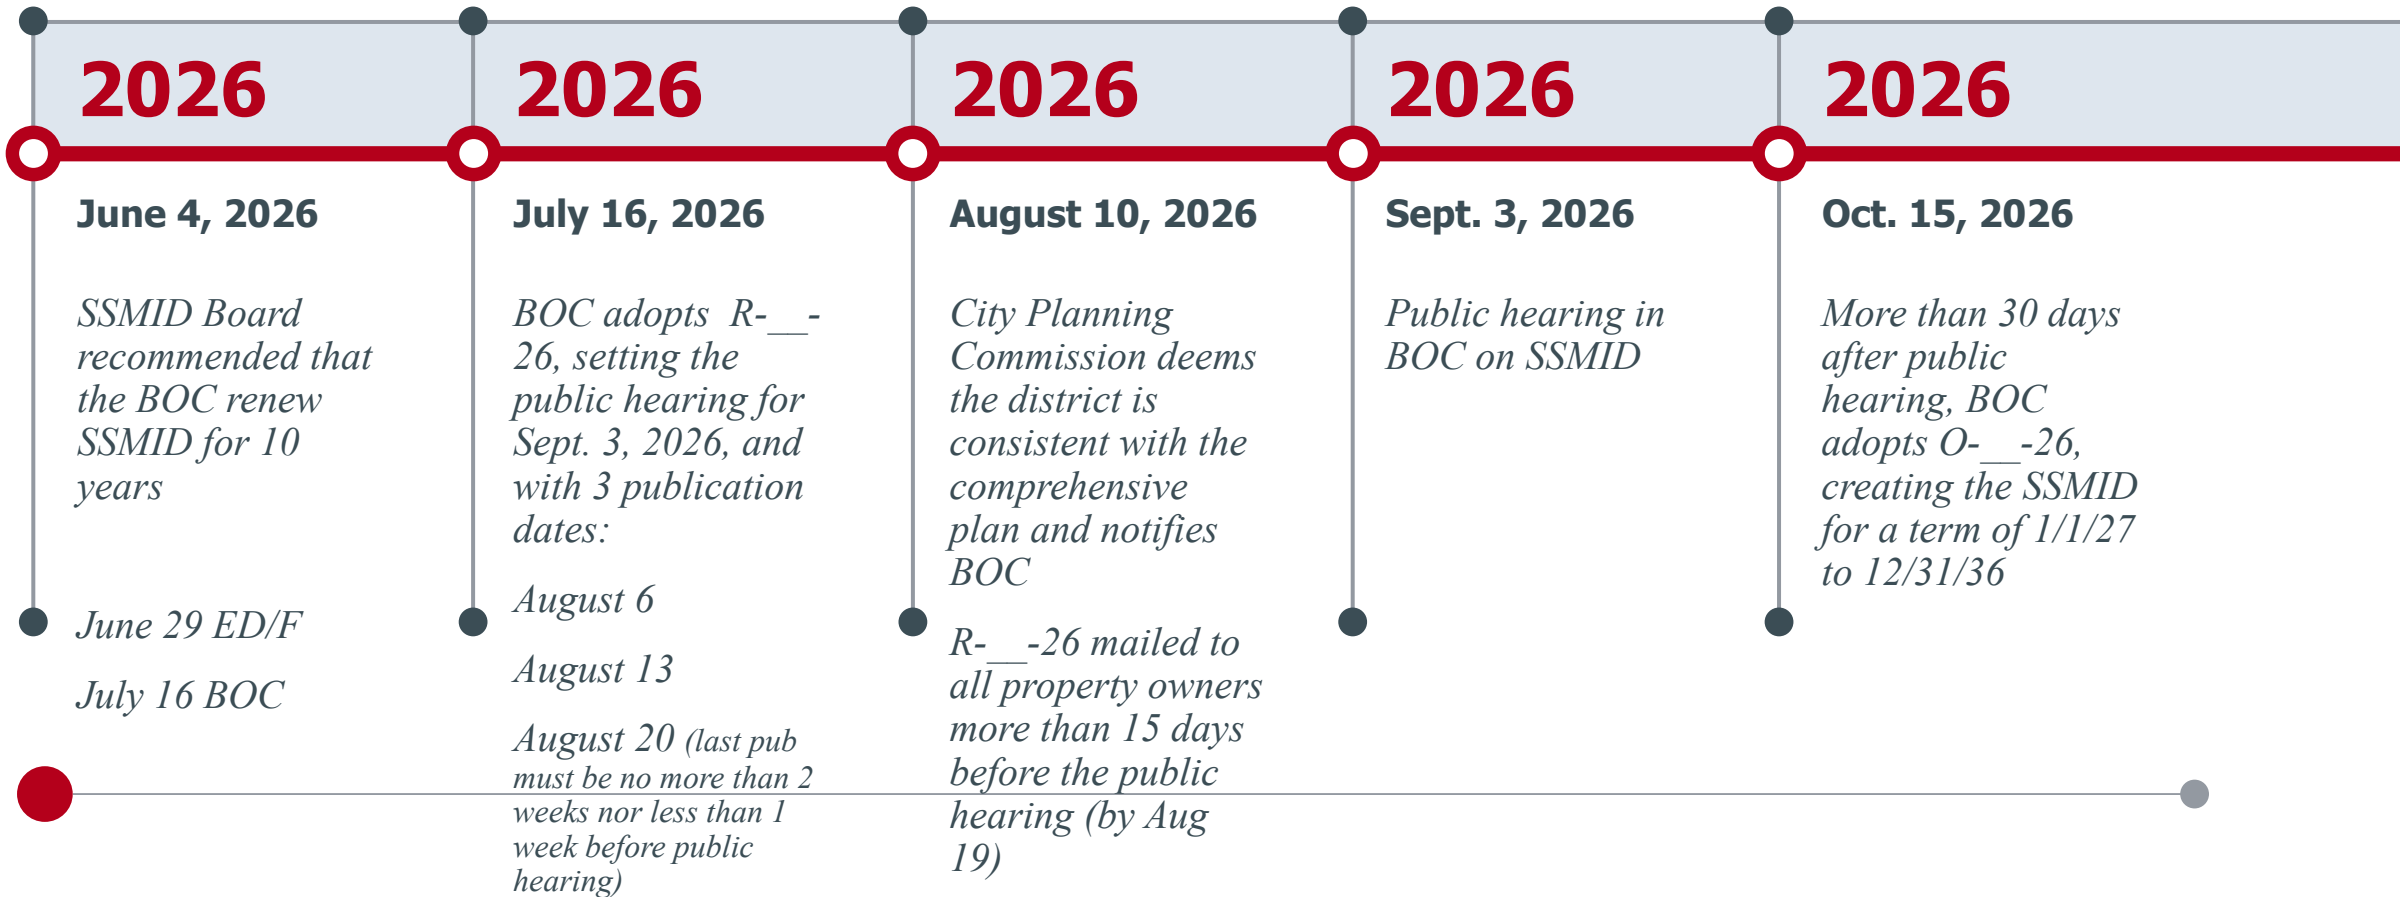 2026
June 4, 2026
SSMID Board
recommended that
the BOC renew
SSMID for 10
years
June 29 ED/F
July 16 BOC
2026
July 16, 2026
BOC adopts  R-__-
26, setting the
public hearing for
Sept. 3, 2026, and
with 3 publication
dates:
August 6
August 13
August 20 (last pub
must be no more than 2
weeks nor less than 1
week before public
hearing)
2026
August 10, 2026
City Planning
Commission deems
the district is
consistent with the
comprehensive
plan and notifies
BOC
R-__-26 mailed to
all property owners
more than 15 days
before the public
hearing (by Aug
19)
2026
Sept. 3, 2026
Public hearing in
BOC on SSMID
2026
Oct. 15, 2026
More than 30 days
after public
hearing, BOC
adopts O-__-26,
creating the SSMID
for a term of 1/1/27
to 12/31/36